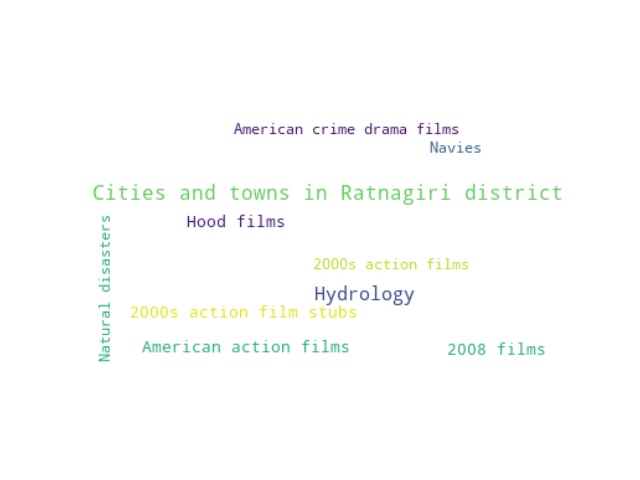 American crime drama films
Navies
Cities and towns in Ratnagiri district
Natural disasters
Hood films
2000s action films
Hydrology
2000s action film stubs
American action films
2008 films